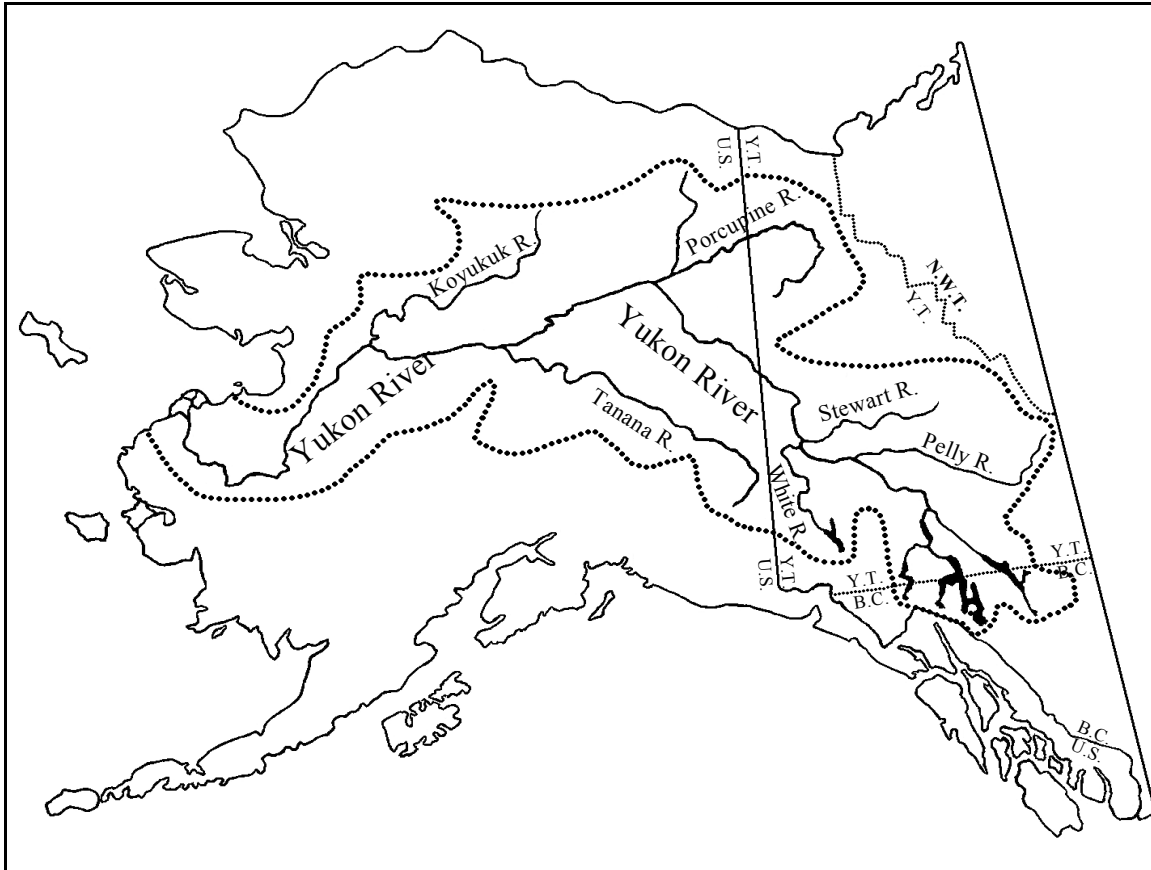 U.S.
Y.T.
Porcupine R.
Koyukuk R.
N.W.T.
Y.T.
Yukon River
Yukon River
Tanana R.
Stewart R.
Pelly R.
White R
U.S.
Y.T.
Y.T.
B.C.
Y.T.
B.C.
B.C.
U.S.